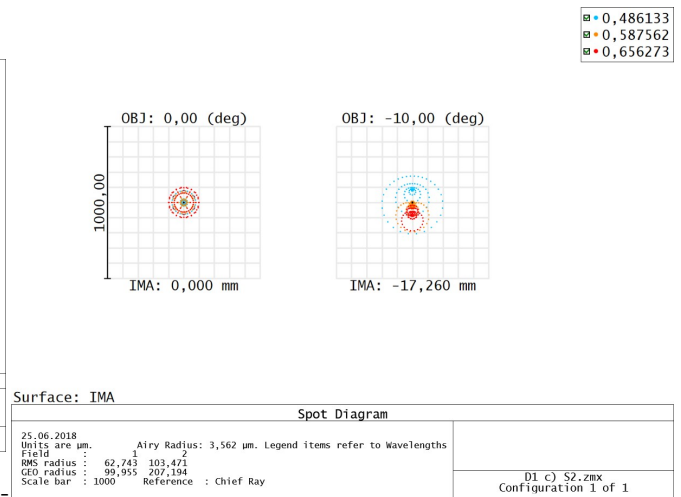 0,486133
0,587562
0,656273
OBJ: 0,00 (deg)
OBJ: -10,00 (deg)
1000,00
IMA: 0,000 mm
IMA: -17,260 mm
Surface: IMA
Spot Diagram
25.06.2018
Units are µm. Airy Radius: 3,562 µm. Legend items refer to Wavelengths
Field : 1 2
RMS radius : 62,743 103,471
GEO radius : 99,955 207,194
Scale bar : 1000 Reference : Chief Ray
D1 c) S2.zmx
Configuration 1 of 1